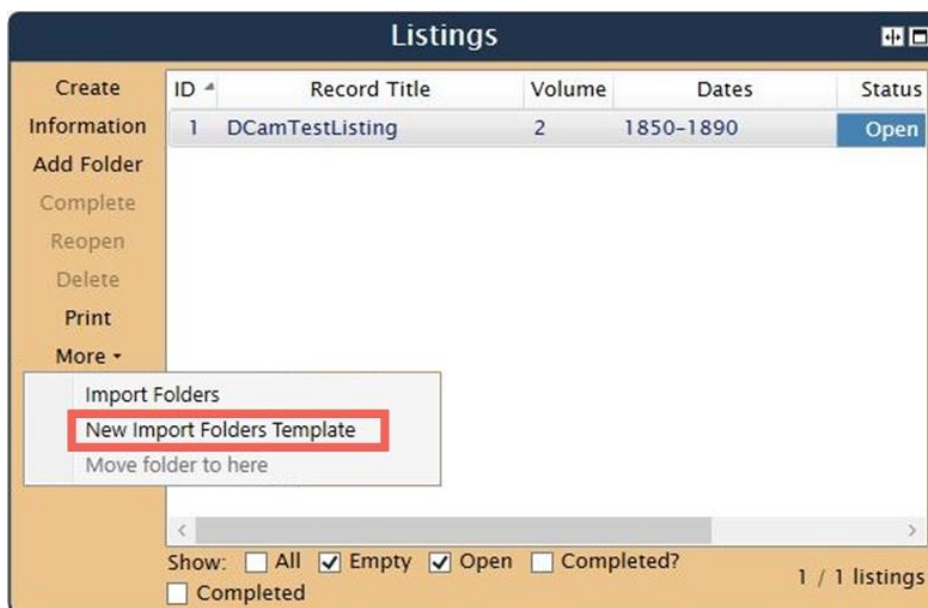 Listings
Create
ID Record Title Volume Dates Status
Information
1 DCamTestListing 2 1850-1890 Open
Add Folder
Complete
Reopen
Delete
Print
More
Import Folders
New Import Folders Template
Move folder to here
Show: All Empty Open Completed?
Completed
1 / 1 listings